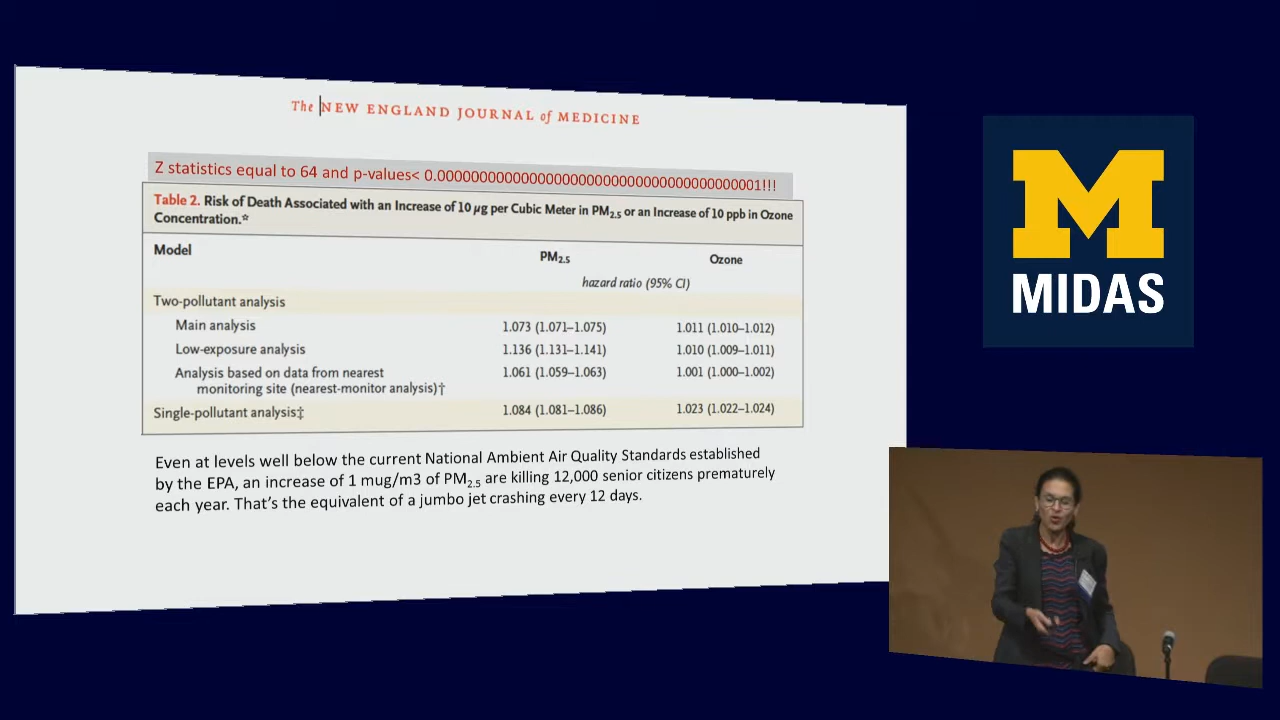 The NEW ENGLAND JOURNAL of MEDICINE
Z statistics equal to 64 and p-values< 0.0000000000000000000000000000000000000000001!!!
Table 2. Risk of Death Associated with an Increase of 10 μg per Cubic Meter in PM2.5 or an Increase of 10 ppb in Ozone
Concentration.*
Model PM2.5 Ozone
hazard ratio (95% CI)
Two-pollutant analysis
Main analysis 1.073 (1.071–1.075) 1.011 (1.010–1.012)
Low-exposure analysis 1.136 (1.131–1.141) 1.010 (1.009–1.011)
Analysis based on data from nearest 1.061 (1.059–1.063) 1.001 (1.000–1.002)
monitoring site (nearest-monitor analysis)†
Single-pollutant analysis‡ 1.084 (1.081–1.086) 1.023 (1.022–1.024)
Even at levels well below the current National Ambient Air Quality Standards established
by the EPA, an increase of 1 mug/m3 of PM2.5 are killing 12,000 senior citizens prematurely
each year. That's the equivalent of a jumbo jet crashing every 12 days.
M
MIDAS